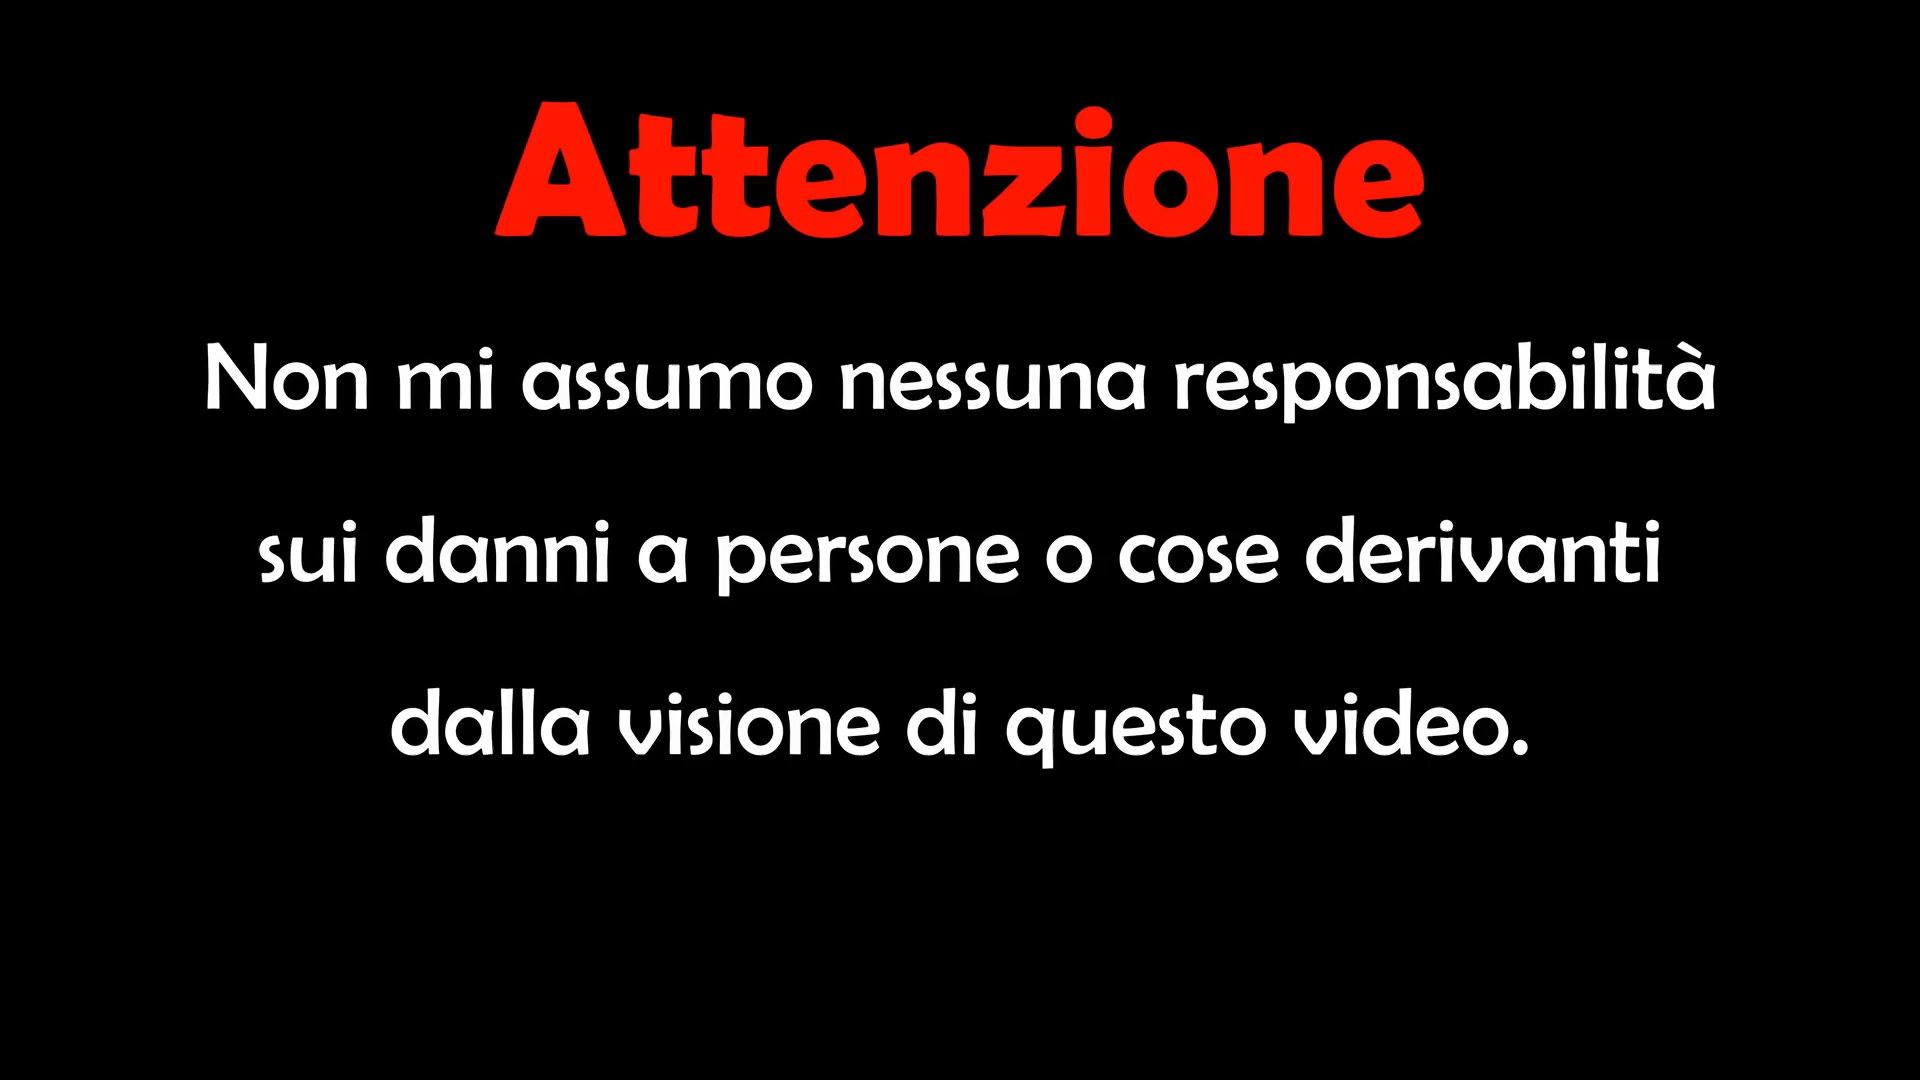 Attenzione
Non mi assumo nessuna responsabilità
sui danni a persone o cose derivanti
dalla visione di questo video.